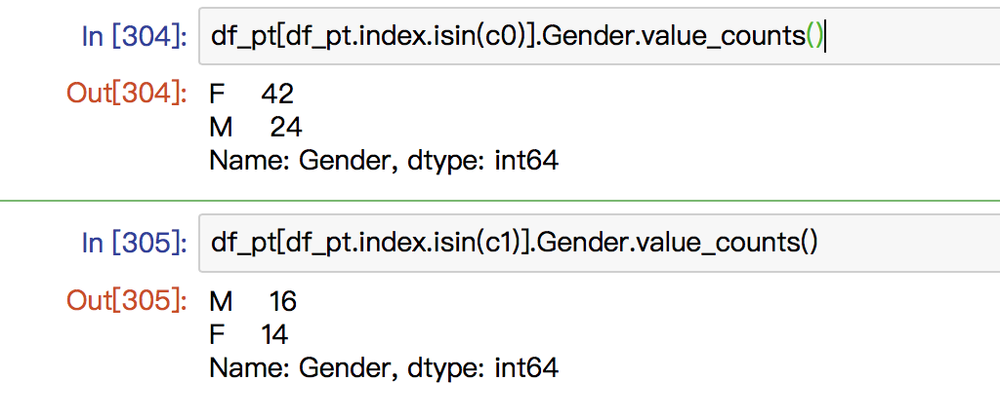 In [304]: df_pt[df_pt.index.isin(c0)].Gender.value_counts()
Out[304]: F 42
M 24
Name: Gender, dtype: int64
In [305]: df_pt[df_pt.index.isin(c1)].Gender.value_counts()
Out[305]: M 16
F 14
Name: Gender, dtype: int64